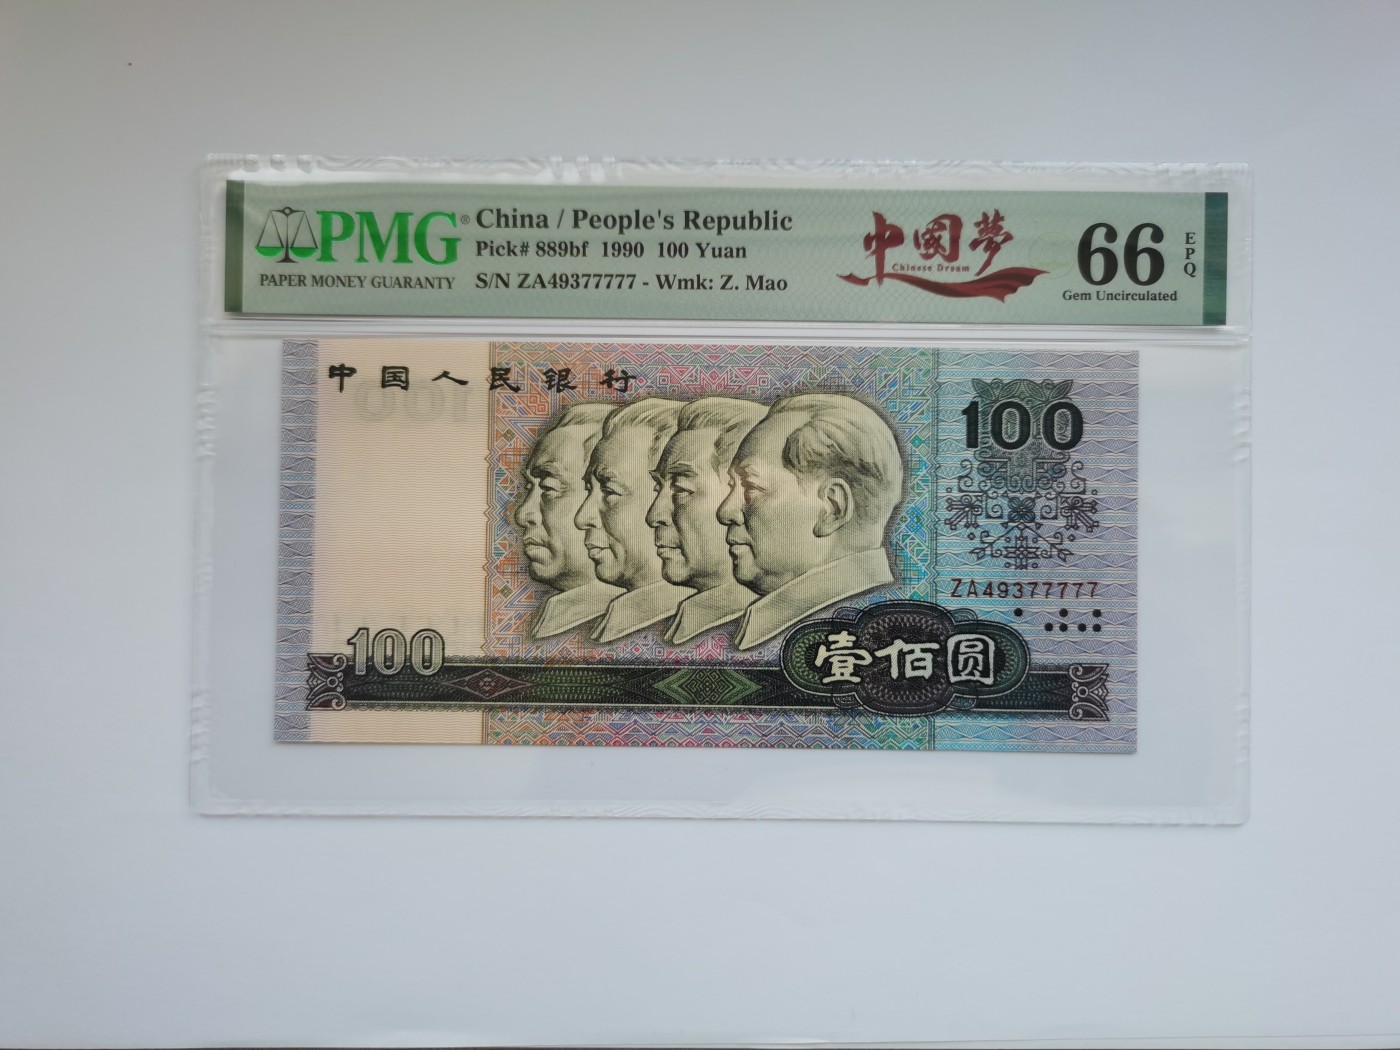 PMG®
PAPER MONEY GUARANTY
China / People's Republic
Pick# 889bf 1990 100 Yuan
S/N ZA49377777 - Wmk: Z. Mao
中国夢
Chinese Dream
66
EPQ
Gem Uncirculated
中国人民银行
100
ZA49377777
100
壹佰圆